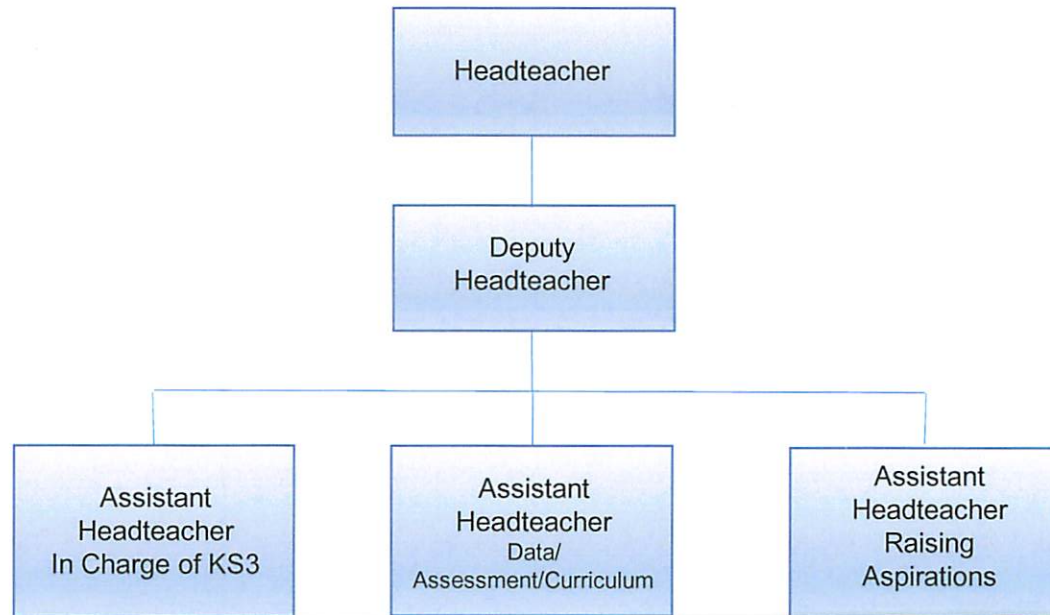 Headteacher
Deputy
Headteacher
Assistant
Headteacher
In Charge of KS3
Assistant
Headteacher
Data/
Assessment/Curriculum
Assistant
Headteacher
Raising
Aspirations